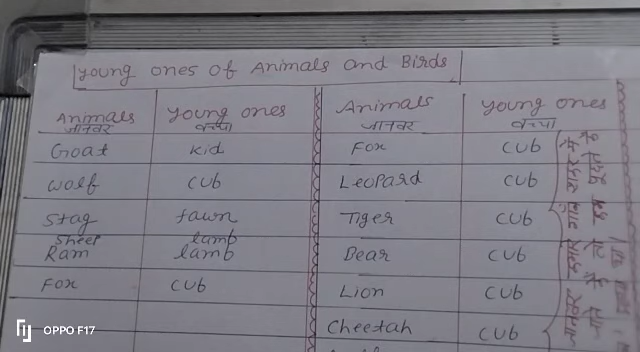 Young ones of Animals and Birds
Animals Young ones Animals Young ones
जानवर बच्चा जानवर बच्चा
Goat kid Fox cub
Wolf cub Leopard cub
Stag fawn Tiger cub
Sheep lamb
Ram lamb Bear cub
Fox cub Lion cub
Cheetah cub
OPPO F17